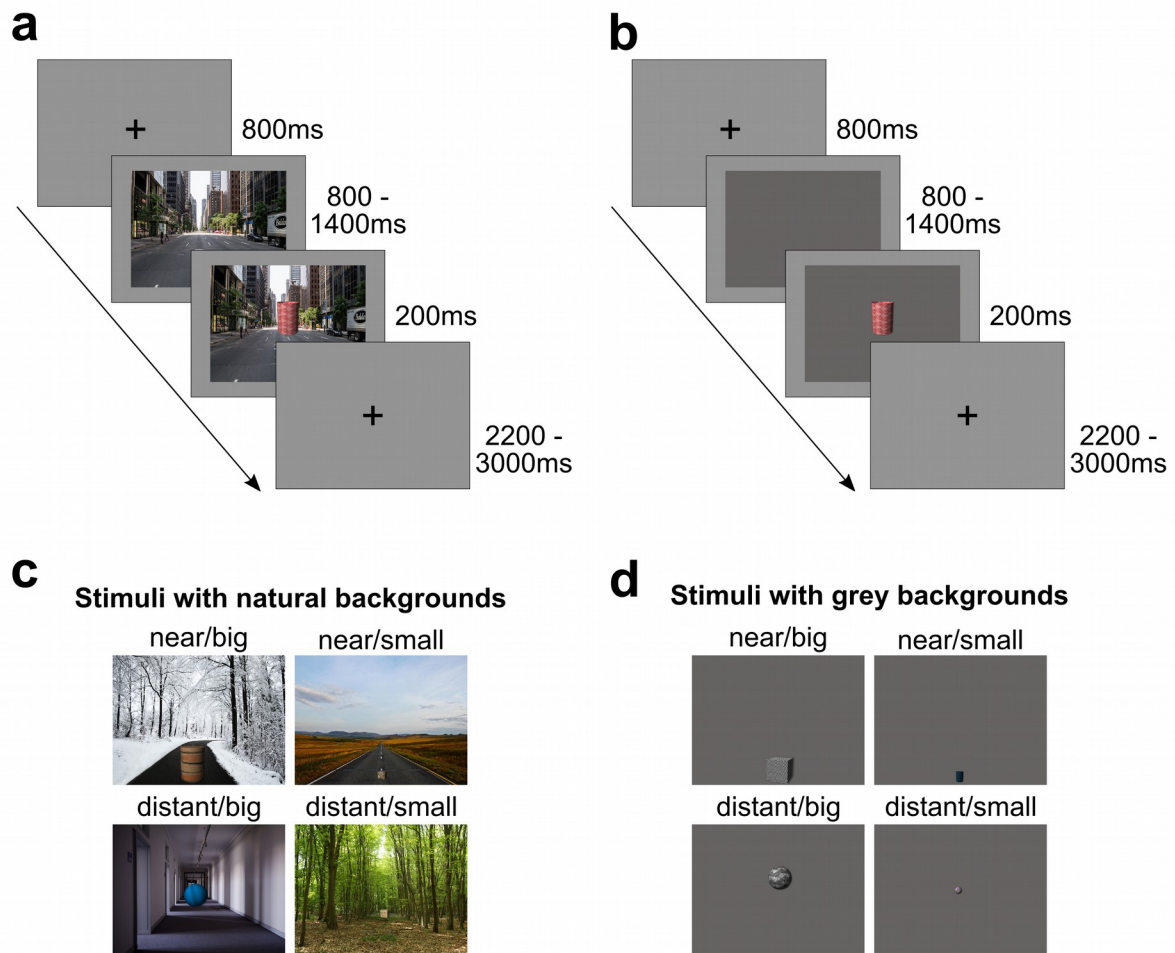 a
+
800ms
800 -
1400ms
200ms
+
2200 -
3000ms
b
+
800ms
800 -
1400ms
200ms
+
2200 -
3000ms
c
Stimuli with natural backgrounds
near/big
near/small
distant/big
distant/small
d
Stimuli with grey backgrounds
near/big
near/small
distant/big
distant/small